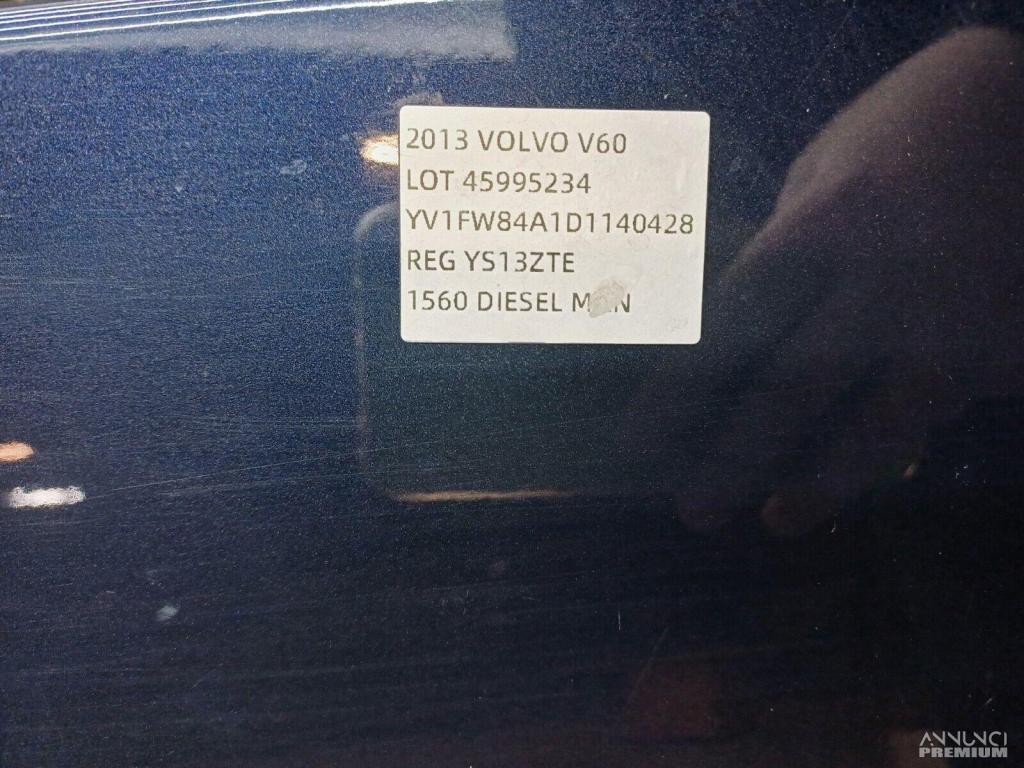 2013 VOLVO V60
LOT 45995234
YV1FW84A1D1140428
REG YS13ZTE
1560 DIESEL
ANNUNCI
PREMIUM